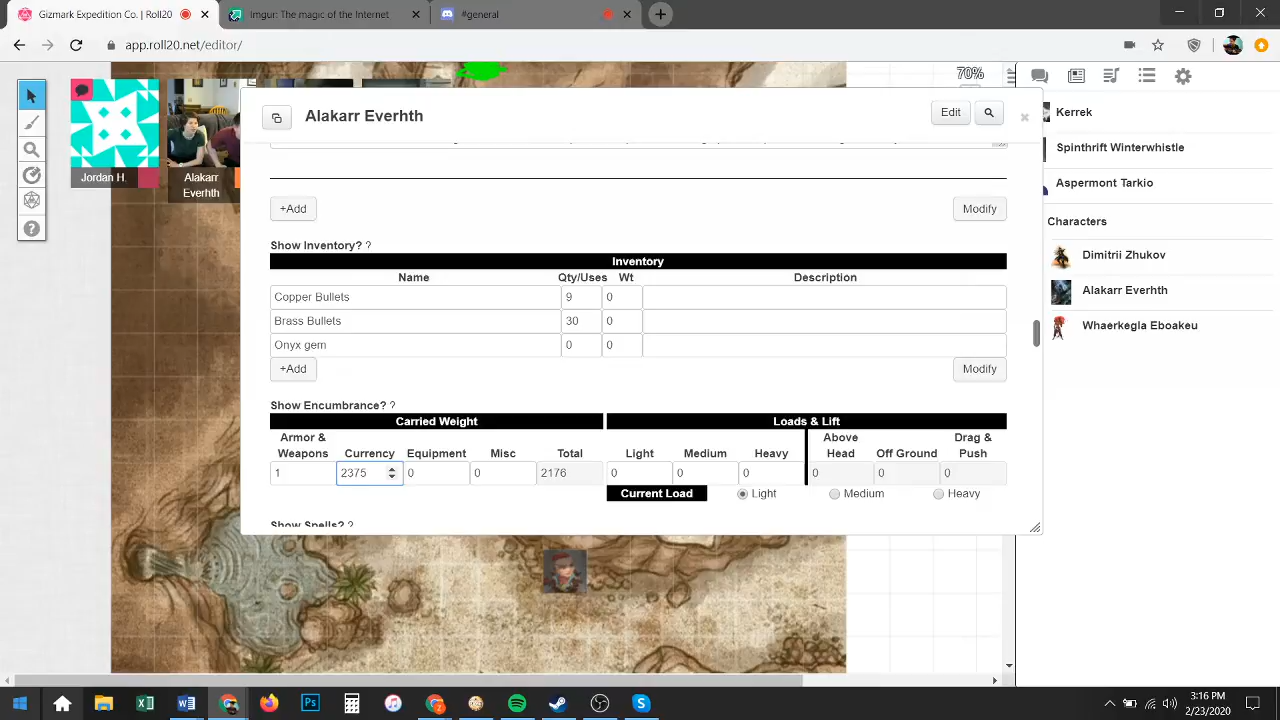 Gizmark Expedition Co. | Roll20
Imgur: The magic of the Internet
#general
app.roll20.net/editor/
70%
Jordan H.
Alakarr
Everhth
Alakarr Everhth
Edit
+Add
Modify
Show Inventory? ?
Inventory
Name Qty/Uses Wt Description
Copper Bullets 9 0
Brass Bullets 30 0
Onyx gem 0 0
+Add
Modify
Show Encumbrance? ?
Carried Weight
Loads & Lift
Armor & Weapons Currency Equipment Misc Total Light Medium Heavy Above Head Off Ground Drag & Push
1 2375 0 0 2176 0 0 0 0 0 0
Current Load Light Medium Heavy
Show Spells? ?
Kerrek
Spinthrift Winterwhistle
Aspermont Tarkio
Characters
Dimitrii Zhukov
Alakarr Everhth
Whaerkegla Eboakeu
3:16 PM
2/23/2020